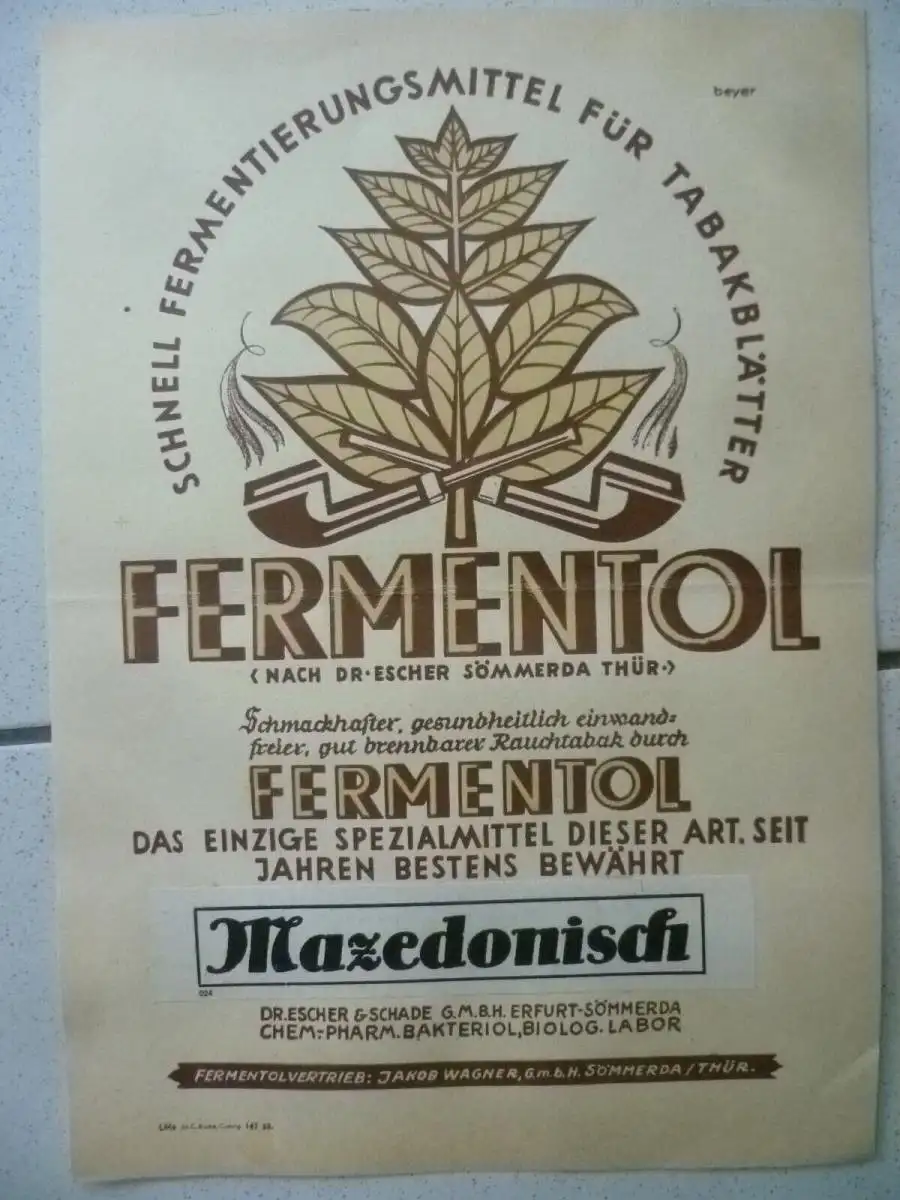 beyer
SCHNELL FERMENTIERUNGSMITTEL FÜR TABAKBLÄTTER
FERMENTOL
(NACH DR·ESCHER SÖMMERDA THÜR·)
Schmackhafter, gesundheitlich einwand=
freier, gut brennbarer Rauchtabak durch
FERMENTOL
DAS EINZIGE SPEZIALMITTEL DIESER ART. SEIT
JAHREN BESTENS BEWÄHRT
Mazedonisch
024
DR.ESCHER & SCHADE G.M.B.H. ERFURT-SÖMMERDA
CHEM.-PHARM.BAKTERIOL,BIOLOG. LABOR
FERMENTOLVERTRIEB: JAKOB WAGNER, G.m.b.H. SÖMMERDA / THÜR.